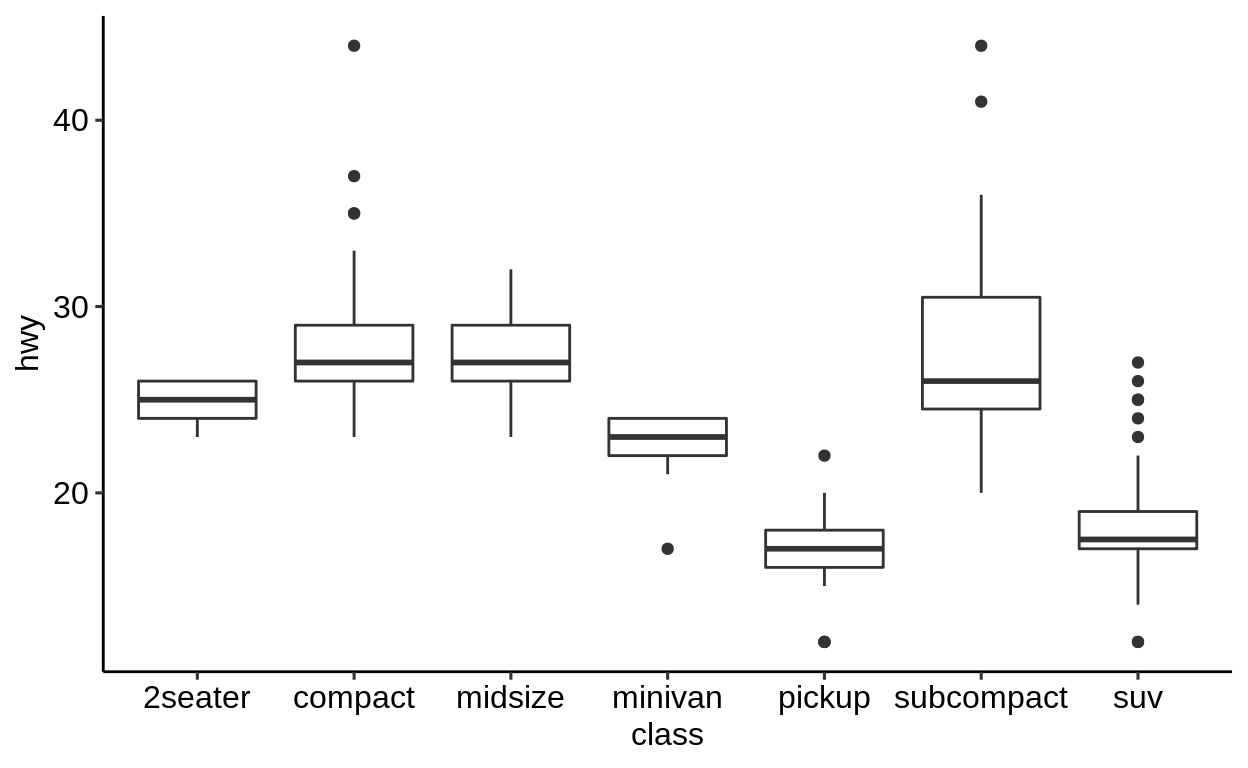 40
30
20
hwy
2seater compact midsize minivan pickup subcompact suv
class